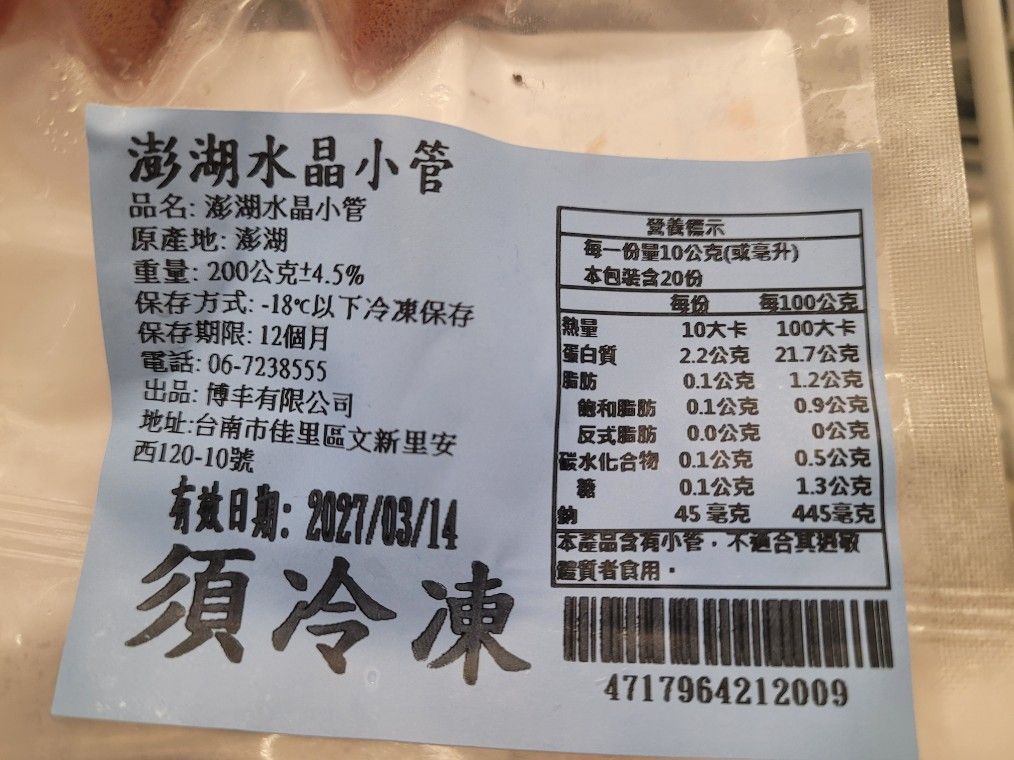 澎湖水晶小管
品名: 澎湖水晶小管
原產地: 澎湖
重量: 200公克±4.5%
保存方式: -18℃以下冷凍保存
保存期限: 12個月
電話: 06-7238555
出品: 博丰有限公司
地址:台南市佳里區文新里安
西120-10號
有效日期: 2027/03/14
須冷凍
營養標示
每一份量10公克(或毫升)
本包裝含20份
每份 每100公克
熱量 10大卡 100大卡
蛋白質 2.2公克 21.7公克
脂肪 0.1公克 1.2公克
飽和脂肪 0.1公克 0.9公克
反式脂肪 0.0公克 0公克
碳水化合物 0.1公克 0.5公克
糖 0.1公克 1.3公克
鈉 45 毫克 445毫克
本產品含有小管，不適合其過敏
體質者食用。
4717964212009